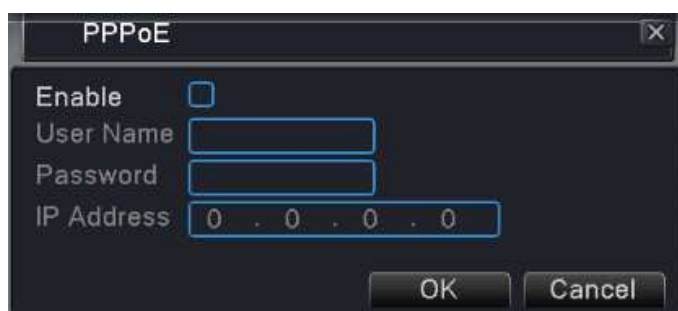 PPPoE
Enable
User Name
Password
IP Address 0 . 0 . 0 . 0
OK Cancel